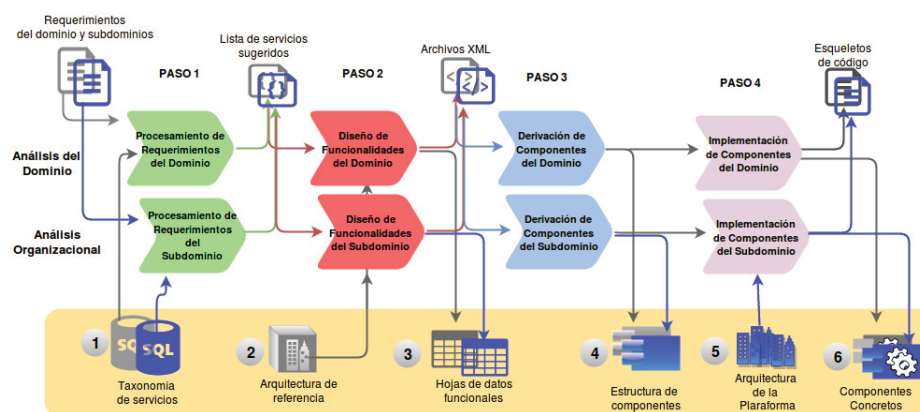 Requerimientos
del dominio y subdominios
Lista de servicios
sugeridos
Archivos XML
Esqueletos
de código
PASO 1
PASO 2
PASO 3
PASO 4
Análisis del
Dominio
Procesamiento de
Requerimientos
del Dominio
Diseño de
Funcionalidades
del Dominio
Derivación de
Componentes
del Dominio
Implementación
de Componentes
del Dominio
Análisis
Organizacional
Procesamiento de
Requerimientos
del
Subdominio
Diseño de
Funcionalidades
del Subdominio
Derivación de
Componentes
del Subdominio
Implementación
de Componentes
del Subdominio
1
SQL
SQL
Taxonomía
de servicios
2
Arquitectura de
referencia
3
Hojas de datos
funcionales
4
Estructura de
componentes
5
Arquitectura
de la
Plaraforma
6
Componentes
Concretos